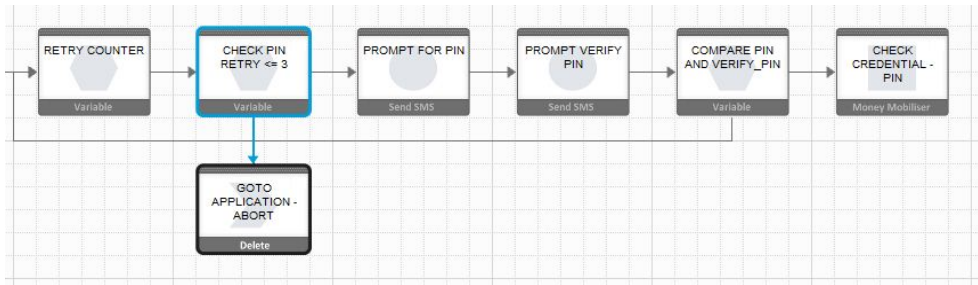 RETRY COUNTER
Variable
CHECK PIN
RETRY <= 3
Variable
PROMPT FOR PIN
Send SMS
PROMPT VERIFY
PIN
Send SMS
COMPARE PIN
AND VERIFY_PIN
Variable
CHECK
CREDENTIAL -
PIN
Money Mobiliser
GOTO
APPLICATION -
ABORT
Delete